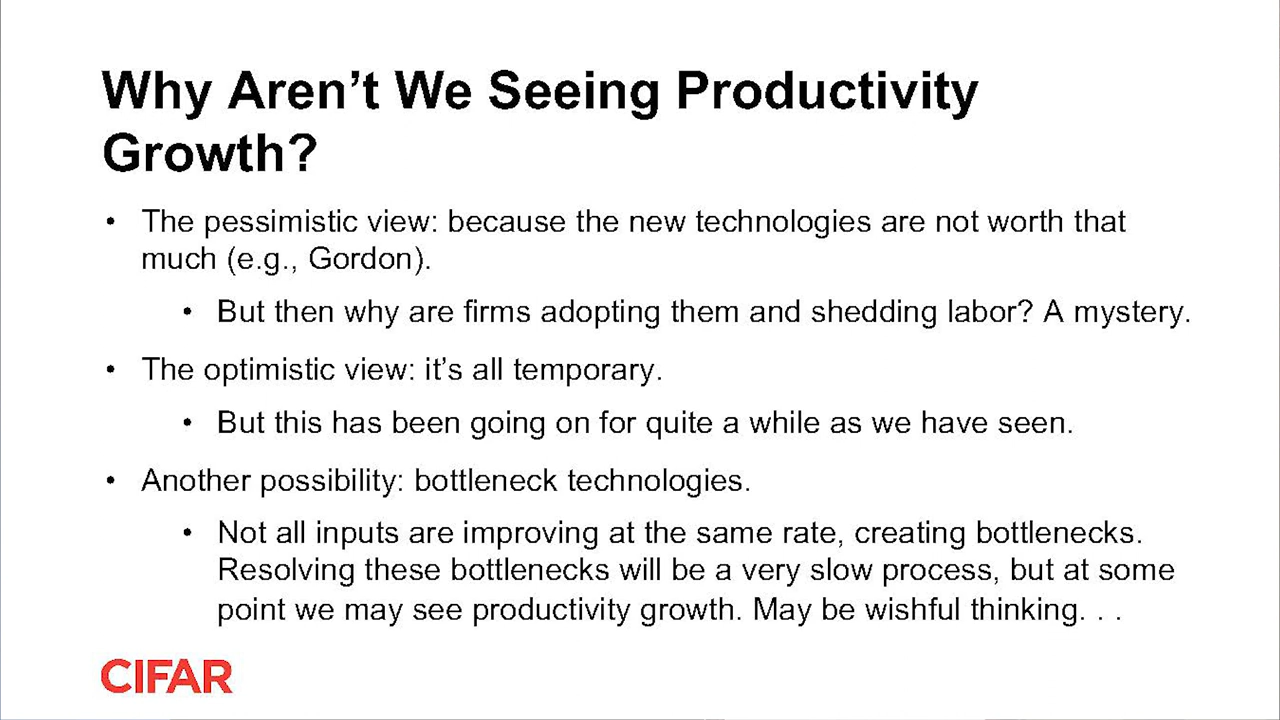 Why Aren’t We Seeing Productivity
Growth?
• The pessimistic view: because the new technologies are not worth that
much (e.g., Gordon).
• But then why are firms adopting them and shedding labor? A mystery.
• The optimistic view: it’s all temporary.
• But this has been going on for quite a while as we have seen.
• Another possibility: bottleneck technologies.
• Not all inputs are improving at the same rate, creating bottlenecks.
Resolving these bottlenecks will be a very slow process, but at some
point we may see productivity growth. May be wishful thinking. . .
CIFAR